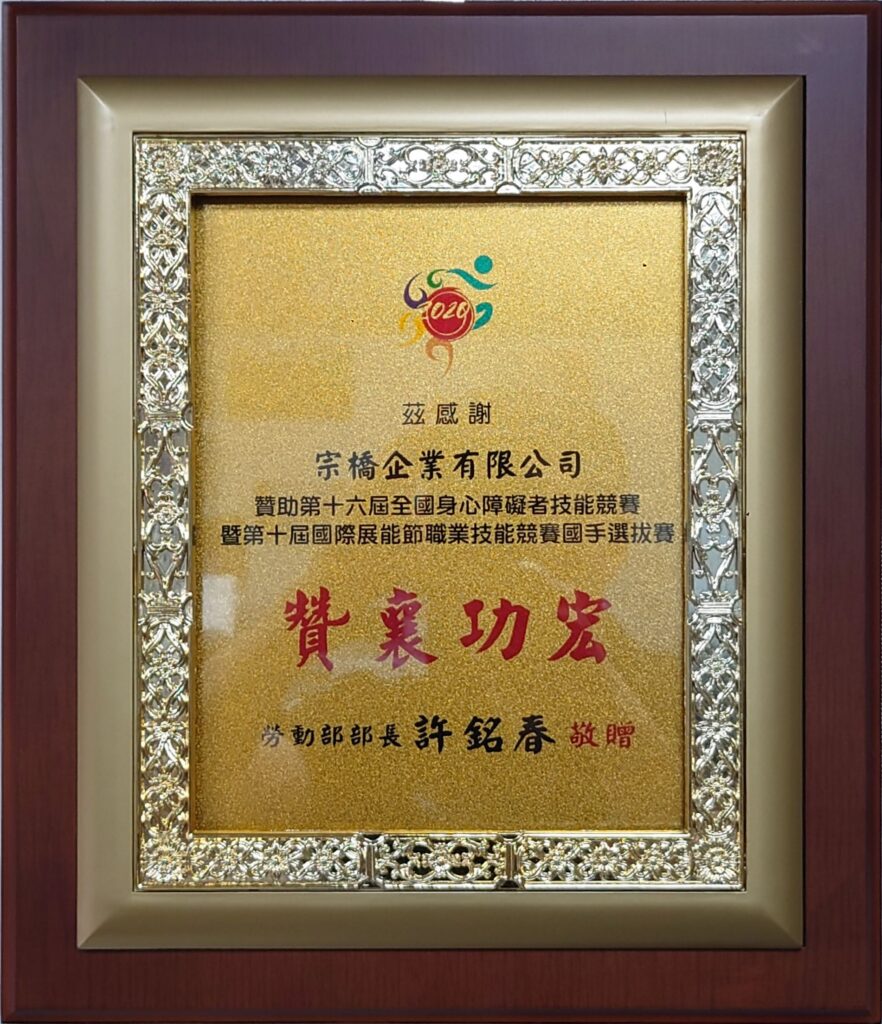 2020
茲感謝
宗橋企業有限公司
贊助第十六屆全國身心障礙者技能競賽
暨第十屆國際展能節職業技能競賽國手選拔賽
贊襄功宏
勞動部部長許銘春敬贈